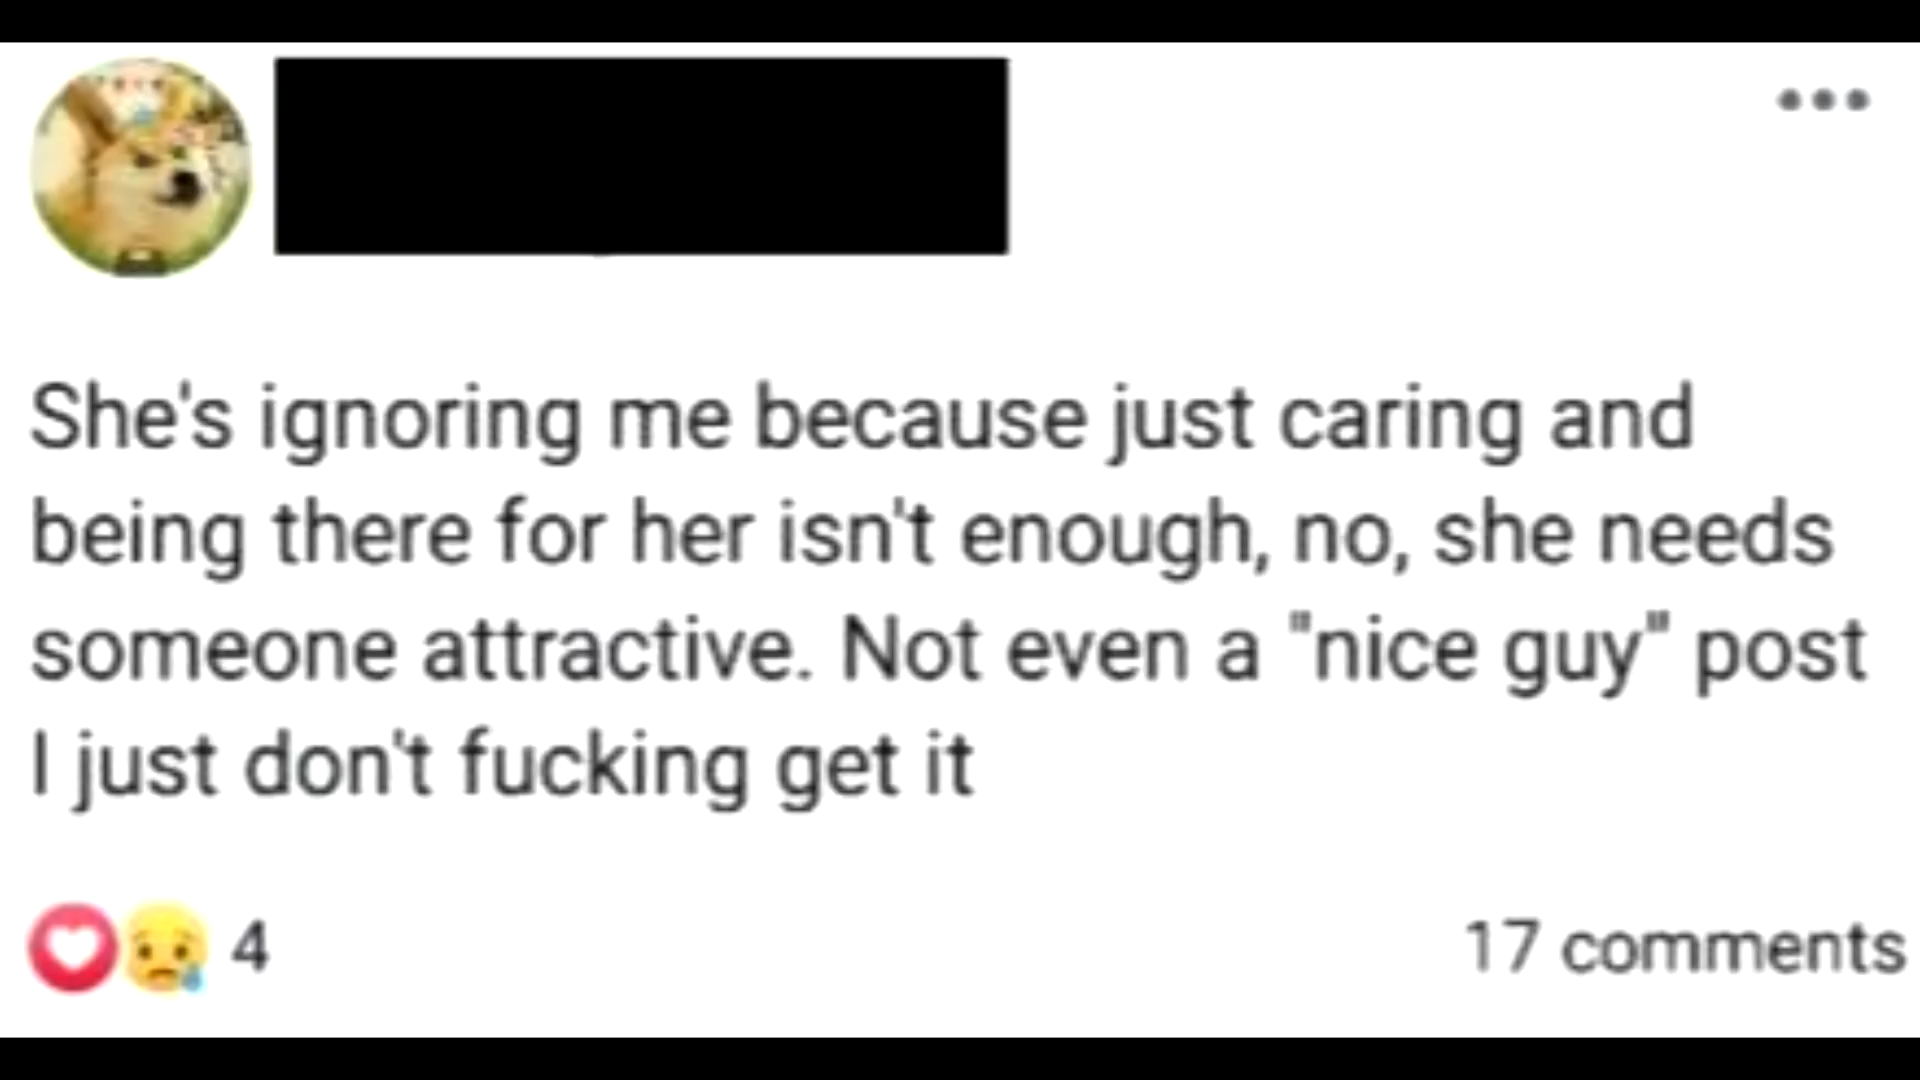 She's ignoring me because just caring and
being there for her isn't enough, no, she needs
someone attractive. Not even a "nice guy" post
I just don't fucking get it
4
17 comments